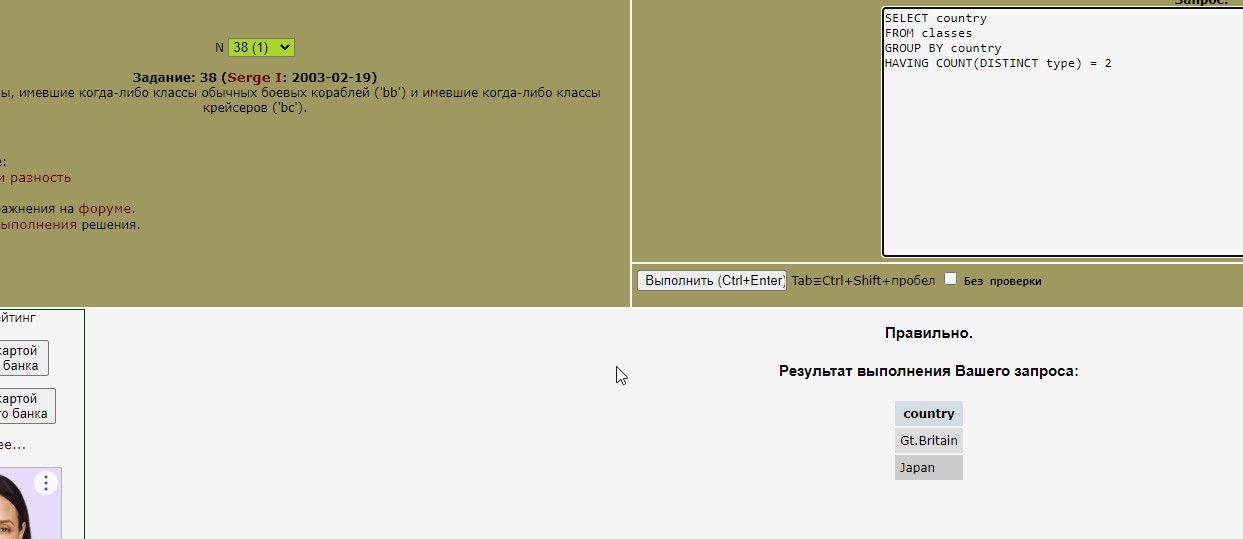 Запрос:
N 38 (1)
Задание: 38 (Serge I: 2003-02-19)
ы, имевшие когда-либо классы обычных боевых кораблей ('bb') и имевшие когда-либо классы
крейсеров ('bc').
е:
и разность
ажнения на форуме.
ыполнения решения.
SELECT country
FROM classes
GROUP BY country
HAVING COUNT(DISTINCT type) = 2
Выполнить (Ctrl+Enter) Tab≡Ctrl+Shift+пробел Без проверки
йтинг
картой
банка
картой
го банка
ее...
Правильно.
Результат выполнения Вашего запроса:
country
Gt.Britain
Japan